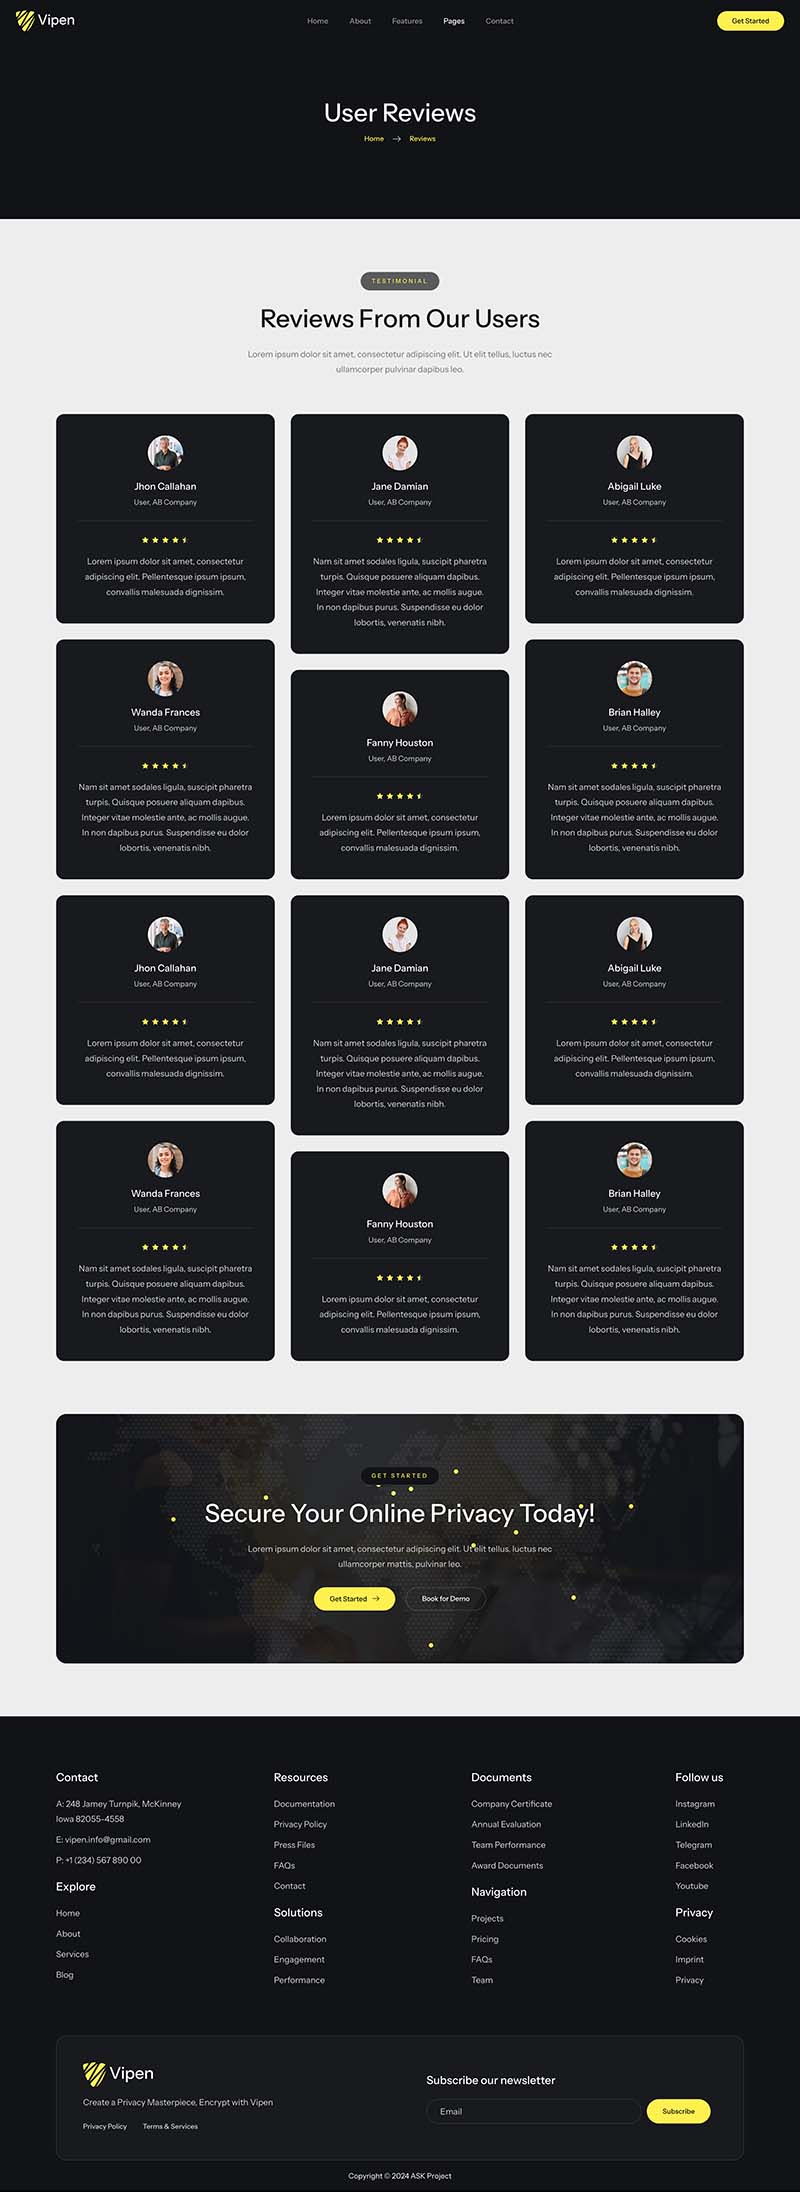 Vipen
Home About Features Pages Contact
Get Started
User Reviews
Home → Reviews
TESTIMONIAL
Reviews From Our Users
Lorem ipsum dolor sit amet, consectetur adipiscing elit. Ut elit tellus, luctus nec
ullamcorper pulvinar dapibus leo.
Jhon Callahan
User, AB Company
Lorem ipsum dolor sit amet, consectetur
adipiscing elit. Pellentesque ipsum ipsum,
convallis malesuada dignissim.
Jane Damian
User, AB Company
Nam sit amet sodales ligula, suscipit pharetra
turpis. Quisque posuere aliquam dapibus.
Integer vitae molestie ante, ac mollis augue.
In non dapibus purus. Suspendisse eu dolor
lobortis, venenatis nibh.
Abigail Luke
User, AB Company
Lorem ipsum dolor sit amet, consectetur
adipiscing elit. Pellentesque ipsum ipsum,
convallis malesuada dignissim.
Wanda Frances
User, AB Company
Nam sit amet sodales ligula, suscipit pharetra
turpis. Quisque posuere aliquam dapibus.
Integer vitae molestie ante, ac mollis augue.
In non dapibus purus. Suspendisse eu dolor
lobortis, venenatis nibh.
Fanny Houston
User, AB Company
Lorem ipsum dolor sit amet, consectetur
adipiscing elit. Pellentesque ipsum ipsum,
convallis malesuada dignissim.
Brian Halley
User, AB Company
Nam sit amet sodales ligula, suscipit pharetra
turpis. Quisque posuere aliquam dapibus.
Integer vitae molestie ante, ac mollis augue.
In non dapibus purus. Suspendisse eu dolor
lobortis, venenatis nibh.
Jhon Callahan
User, AB Company
Lorem ipsum dolor sit amet, consectetur
adipiscing elit. Pellentesque ipsum ipsum,
convallis malesuada dignissim.
Jane Damian
User, AB Company
Nam sit amet sodales ligula, suscipit pharetra
turpis. Quisque posuere aliquam dapibus.
Integer vitae molestie ante, ac mollis augue.
In non dapibus purus. Suspendisse eu dolor
lobortis, venenatis nibh.
Abigail Luke
User, AB Company
Lorem ipsum dolor sit amet, consectetur
adipiscing elit. Pellentesque ipsum ipsum,
convallis malesuada dignissim.
Wanda Frances
User, AB Company
Nam sit amet sodales ligula, suscipit pharetra
turpis. Quisque posuere aliquam dapibus.
Integer vitae molestie ante, ac mollis augue.
In non dapibus purus. Suspendisse eu dolor
lobortis, venenatis nibh.
Fanny Houston
User, AB Company
Lorem ipsum dolor sit amet, consectetur
adipiscing elit. Pellentesque ipsum ipsum,
convallis malesuada dignissim.
Brian Halley
User, AB Company
Nam sit amet sodales ligula, suscipit pharetra
turpis. Quisque posuere aliquam dapibus.
Integer vitae molestie ante, ac mollis augue.
In non dapibus purus. Suspendisse eu dolor
lobortis, venenatis nibh.
GET STARTED
Secure Your Online Privacy Today!
Lorem ipsum dolor sit amet, consectetur adipiscing elit. Ut elit tellus, luctus nec
ullamcorper mattis, pulvinar leo.
Get Started →
Book for Demo
Contact
A: 248 Jamey Turnpik, McKinney
Iowa 82055-4558
E: vipen.info@gmail.com
P: +1 (234) 567 890 00
Explore
Home
About
Services
Blog
Resources
Documentation
Privacy Policy
Press Files
FAQs
Contact
Solutions
Collaboration
Engagement
Performance
Documents
Company Certificate
Annual Evaluation
Team Performance
Award Documents
Navigation
Projects
Pricing
FAQs
Team
Follow us
Instagram
LinkedIn
Telegram
Facebook
Youtube
Privacy
Cookies
Imprint
Privacy
Vipen
Create a Privacy Masterpiece, Encrypt with Vipen
Privacy Policy Terms & Services
Subscribe our newsletter
Email
Subscribe
Copyright © 2024 ASK Project